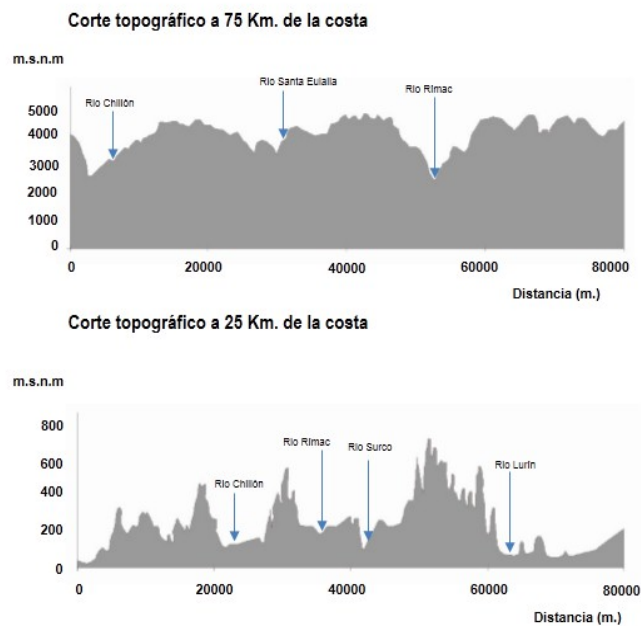 Corte topográfico a 75 Km. de la costa
m.s.n.m
Rio Chillón
Rio Santa Eulalia
Rio Rimac
5000
4000
3000
2000
1000
0
0 20000 40000 60000 80000
Distancia (m.)
Corte topográfico a 25 Km. de la costa
m.s.n.m
Rio Chillón
Rio Rimac
Rio Surco
Rio Lurín
800
600
400
200
0
0 20000 40000 60000 80000
Distancia (m.)